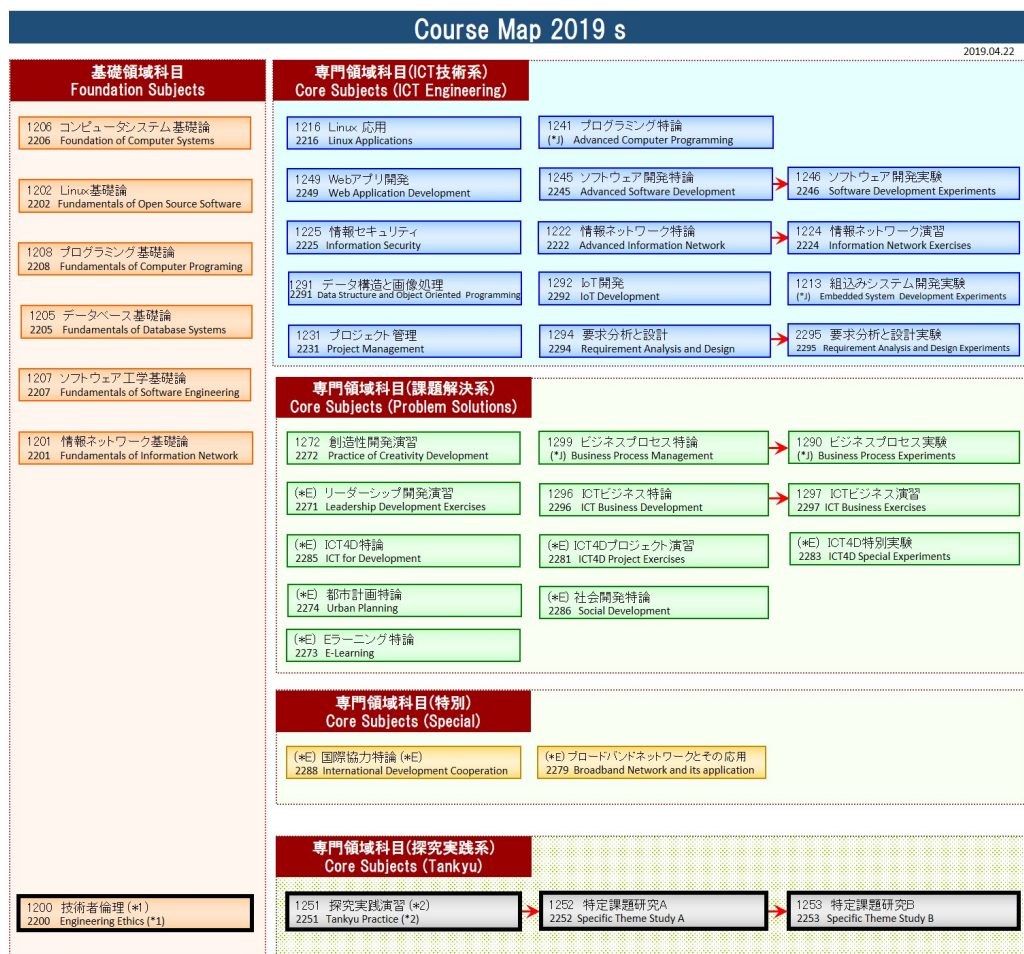 Course Map 2019 s
2019.04.22
基礎領域科目
Foundation Subjects
1206 コンピュータシステム基礎論
2206 Foundation of Computer Systems
1202 Linux基礎論
2202 Fundamentals of Open Source Software
1208 プログラミング基礎論
2208 Fundamentals of Computer Programing
1205 データベース基礎論
2205 Fundamentals of Database Systems
1207 ソフトウェア工学基礎論
2207 Fundamentals of Software Engineering
1201 情報ネットワーク基礎論
2201 Fundamentals of Information Network
1200 技術者倫理(*1)
2200 Engineering Ethics (*1)
専門領域科目(ICT技術系)
Core Subjects (ICT Engineering)
1216 Linux 応用
2216 Linux Applications
1241 プログラミング特論
(*J) Advanced Computer Programming
1249 Webアプリ開発
2249 Web Application Development
1245 ソフトウェア開発特論
2245 Advanced Software Development
1246 ソフトウェア開発実験
2246 Software Development Experiments
1225 情報セキュリティ
2225 Information Security
1222 情報ネットワーク特論
2222 Advanced Information Network
1224 情報ネットワーク演習
2224 Information Network Exercises
1291 データ構造と画像処理
2291 Data Structure and Object Oriented Programming
1292 IoT開発
2292 IoT Development
1213 組込みシステム開発実験
(*J) Embedded System Development Experiments
1231 プロジェクト管理
2231 Project Management
1294 要求分析と設計
2294 Requirement Analysis and Design
2295 要求分析と設計実験
2295 Requirement Analysis and Design Experiments
専門領域科目(課題解決系)
Core Subjects (Problem Solutions)
1272 創造性開発演習
2272 Practice of Creativity Development
1299 ビジネスプロセス特論
(*J) Business Process Management
1290 ビジネスプロセス実験
(*J) Business Process Experiments
(*E) リーダーシップ開発演習
2271 Leadership Development Exercises
1296 ICTビジネス特論
2296 ICT Business Development
1297 ICTビジネス演習
2297 ICT Business Exercises
(*E) ICT4D特論
2285 ICT for Development
(*E) ICT4Dプロジェクト演習
2281 ICT4D Project Exercises
(*E) ICT4D特別実験
2283 ICT4D Special Experiments
(*E) 都市計画特論
2274 Urban Planning
(*E) 社会開発特論
2286 Social Development
(*E) Eラーニング特論
2273 E-Learning
専門領域科目(特別)
Core Subjects (Special)
(*E) 国際協力特論 (*E)
2288 International Development Cooperation
(*E) ブロードバンドネットワークとその応用
2279 Broadband Network and its application
専門領域科目(探究実践系)
Core Subjects (Tankyu)
1251 探究実践演習 (*2)
2251 Tankyu Practice (*2)
1252 特定課題研究A
2252 Specific Theme Study A
1253 特定課題研究B
2253 Specific Theme Study B